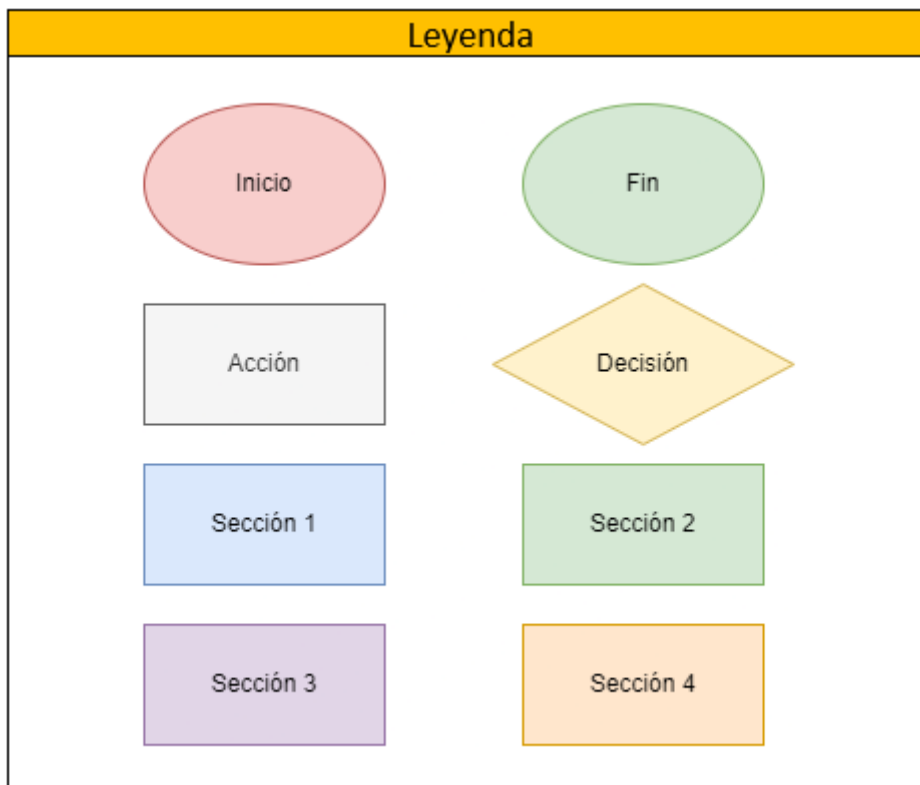 Leyenda
Inicio
Fin
Acción
Decisión
Sección 1
Sección 2
Sección 3
Sección 4